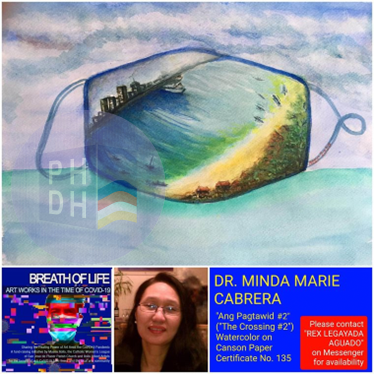 PH
DH
BREATH OF LIFE
ART WORKS IN THE TIME OF COVID-19
DR. MINDA MARIE
CABRERA
"Ang Pagtawid #2"
("The Crossing #2")
Watercolor on
Canson Paper
Certificate No. 135
Please contact
"REX LEGAYADA
AGUADO"
on Messenger
for availability